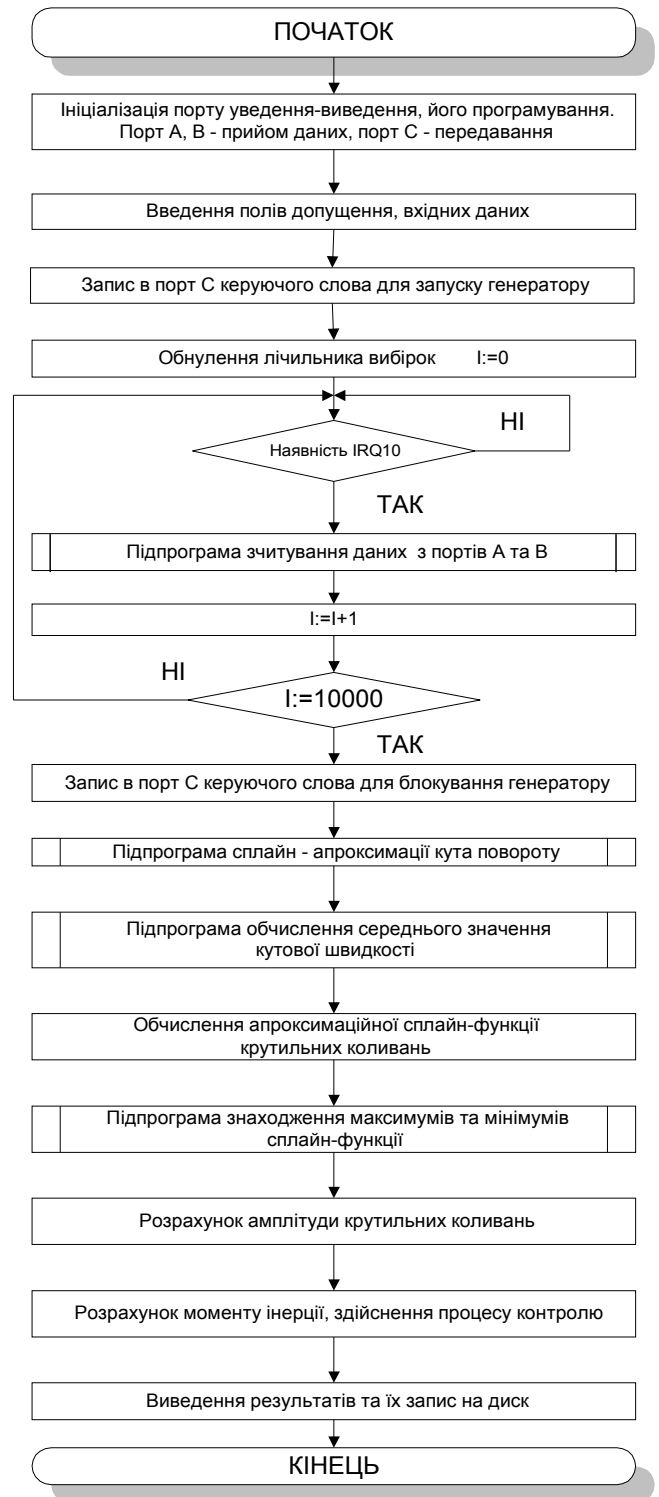 ПОЧАТОК
Ініціалізація порту уведення-виведення, його програмування.
Порт А, В - прийом даних, порт С - передавання
Введення полів допущення, вхідних даних
Запис в порт С керуючого слова для запуску генератору
Обнулення лічильника вибірок I:=0
НІ
Наявність IRQ10
ТАК
Підпрограма зчитування даних з портів А та В
I:=I+1
НІ
I:=10000
ТАК
Запис в порт С керуючого слова для блокування генератору
Підпрограма сплайн - апроксимації кута повороту
Підпрограма обчислення середнього значення
кутової швидкості
Обчислення апроксимаційної сплайн-функції
крутильних коливань
Підпрограма знаходження максимумів та мінімумів
сплайн-функції
Розрахунок амплітуди крутильних коливань
Розрахунок моменту інерції, здійснення процесу контролю
Виведення результатів та їх запис на диск
КІНЕЦЬ